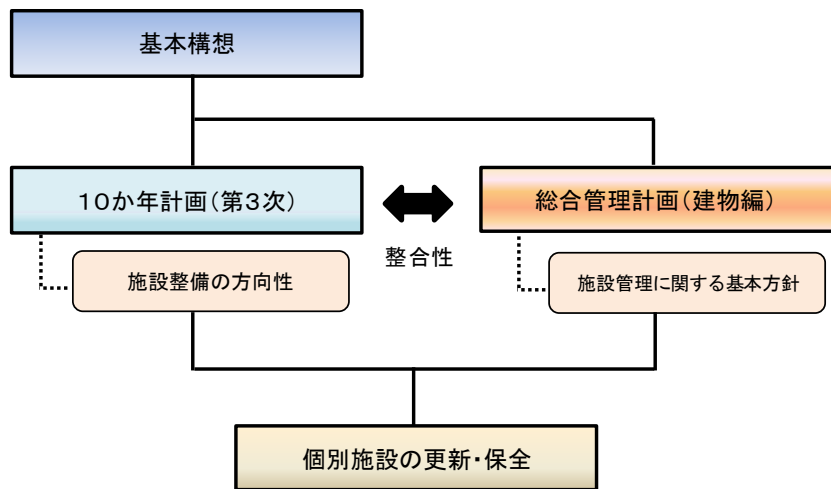 基本構想
10か年計画(第3次)
総合管理計画(建物編)
整合性
施設整備の方向性
施設管理に関する基本方針
個別施設の更新・保全